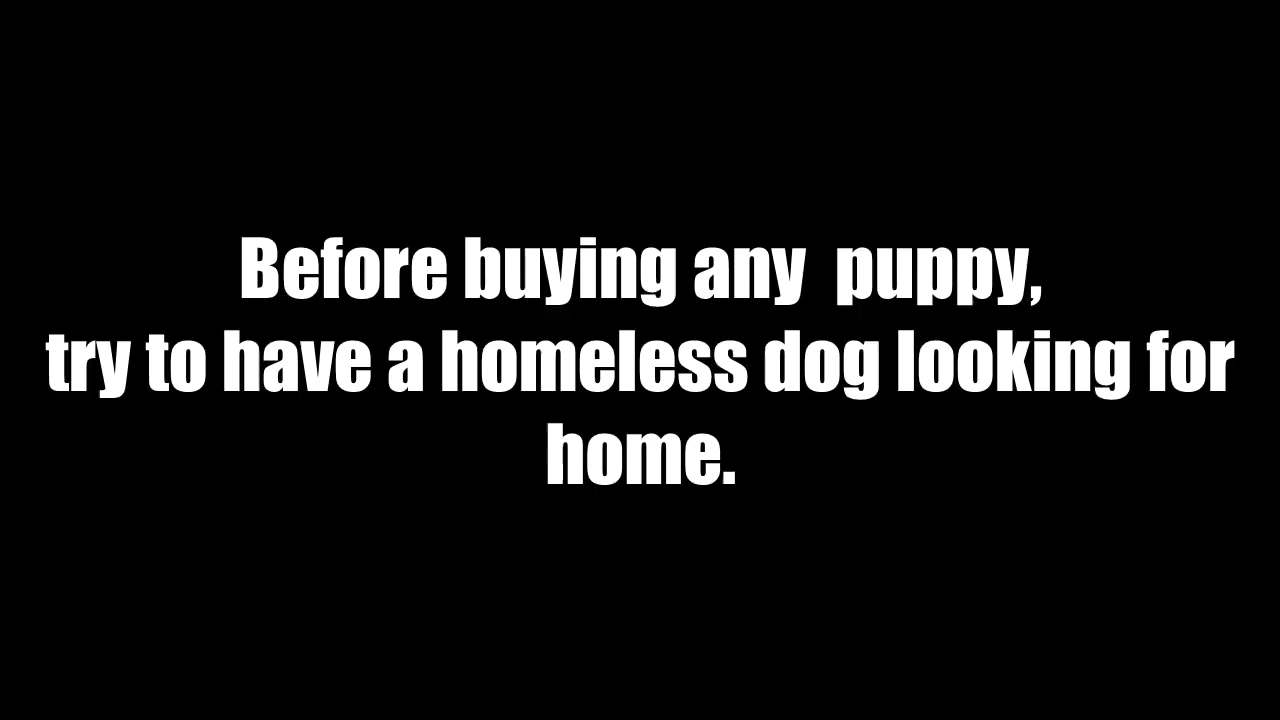 Before buying any  puppy,
try to have a homeless dog looking for
home.